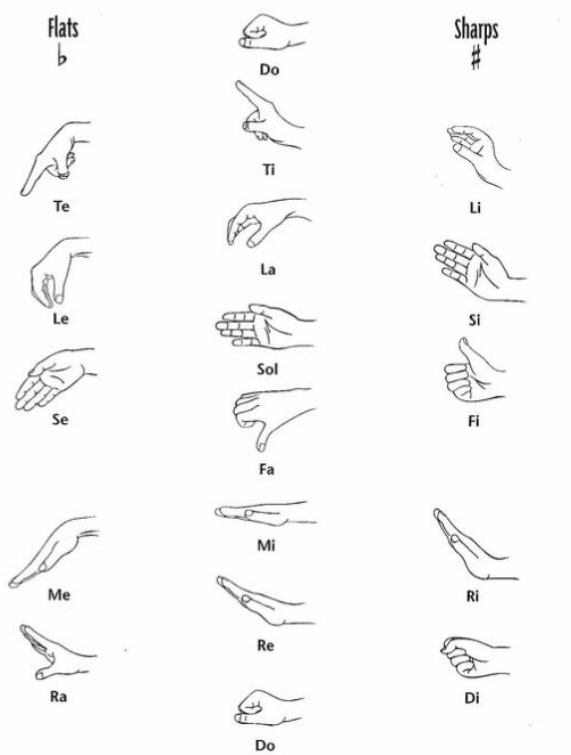 Flats
♭
Te
Le
Se
Me
Ra
Do
Ti
La
Sol
Fa
Mi
Re
Do
Sharps
♯
Li
Si
Fi
Ri
Di